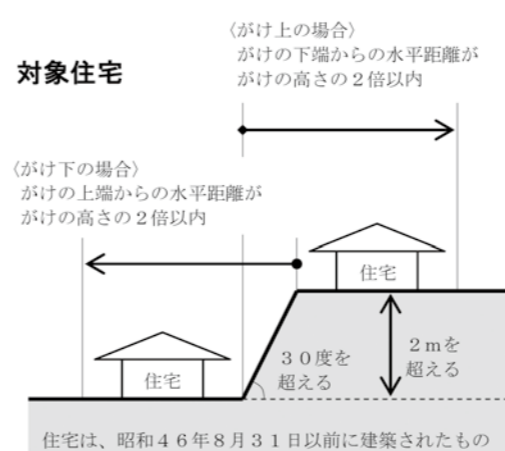 対象住宅
〈がけ上の場合〉
がけの下端からの水平距離が
がけの高さの２倍以内
〈がけ下の場合〉
がけの上端からの水平距離が
がけの高さの２倍以内
住宅
住宅
３０度を
超える
２ｍを
超える
住宅は、昭和４６年８月３１日以前に建築されたもの